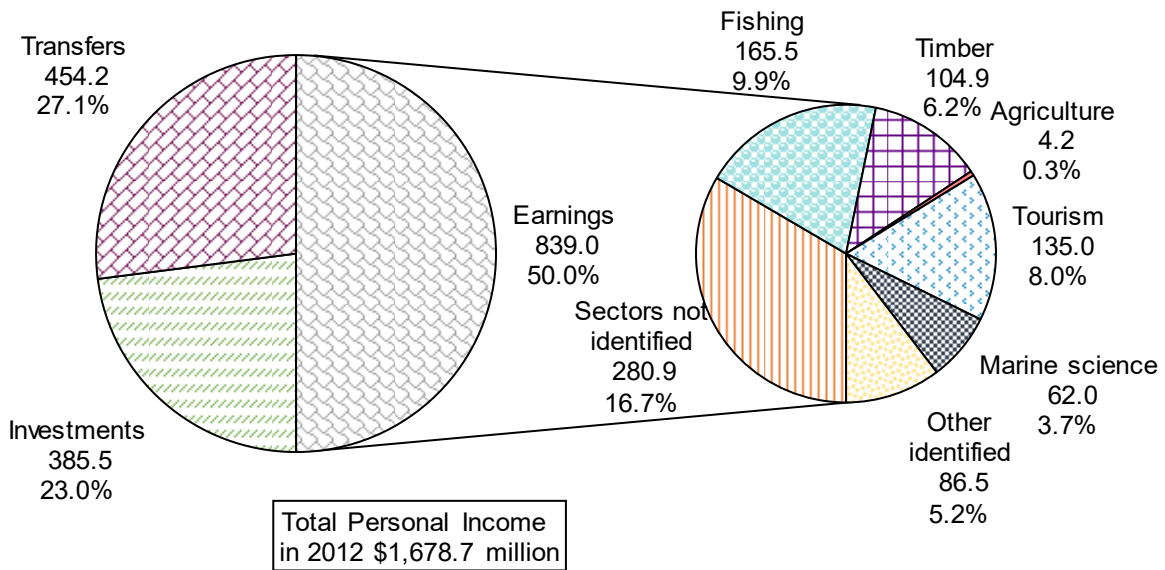 Transfers
454.2
27.1%
Investments
385.5
23.0%
Earnings
839.0
50.0%
Fishing
165.5
9.9%
Timber
104.9
6.2%
Agriculture
4.2
0.3%
Tourism
135.0
8.0%
Marine science
62.0
3.7%
Other
identified
86.5
5.2%
Sectors not
identified
280.9
16.7%
Total Personal Income
in 2012 $1,678.7 million